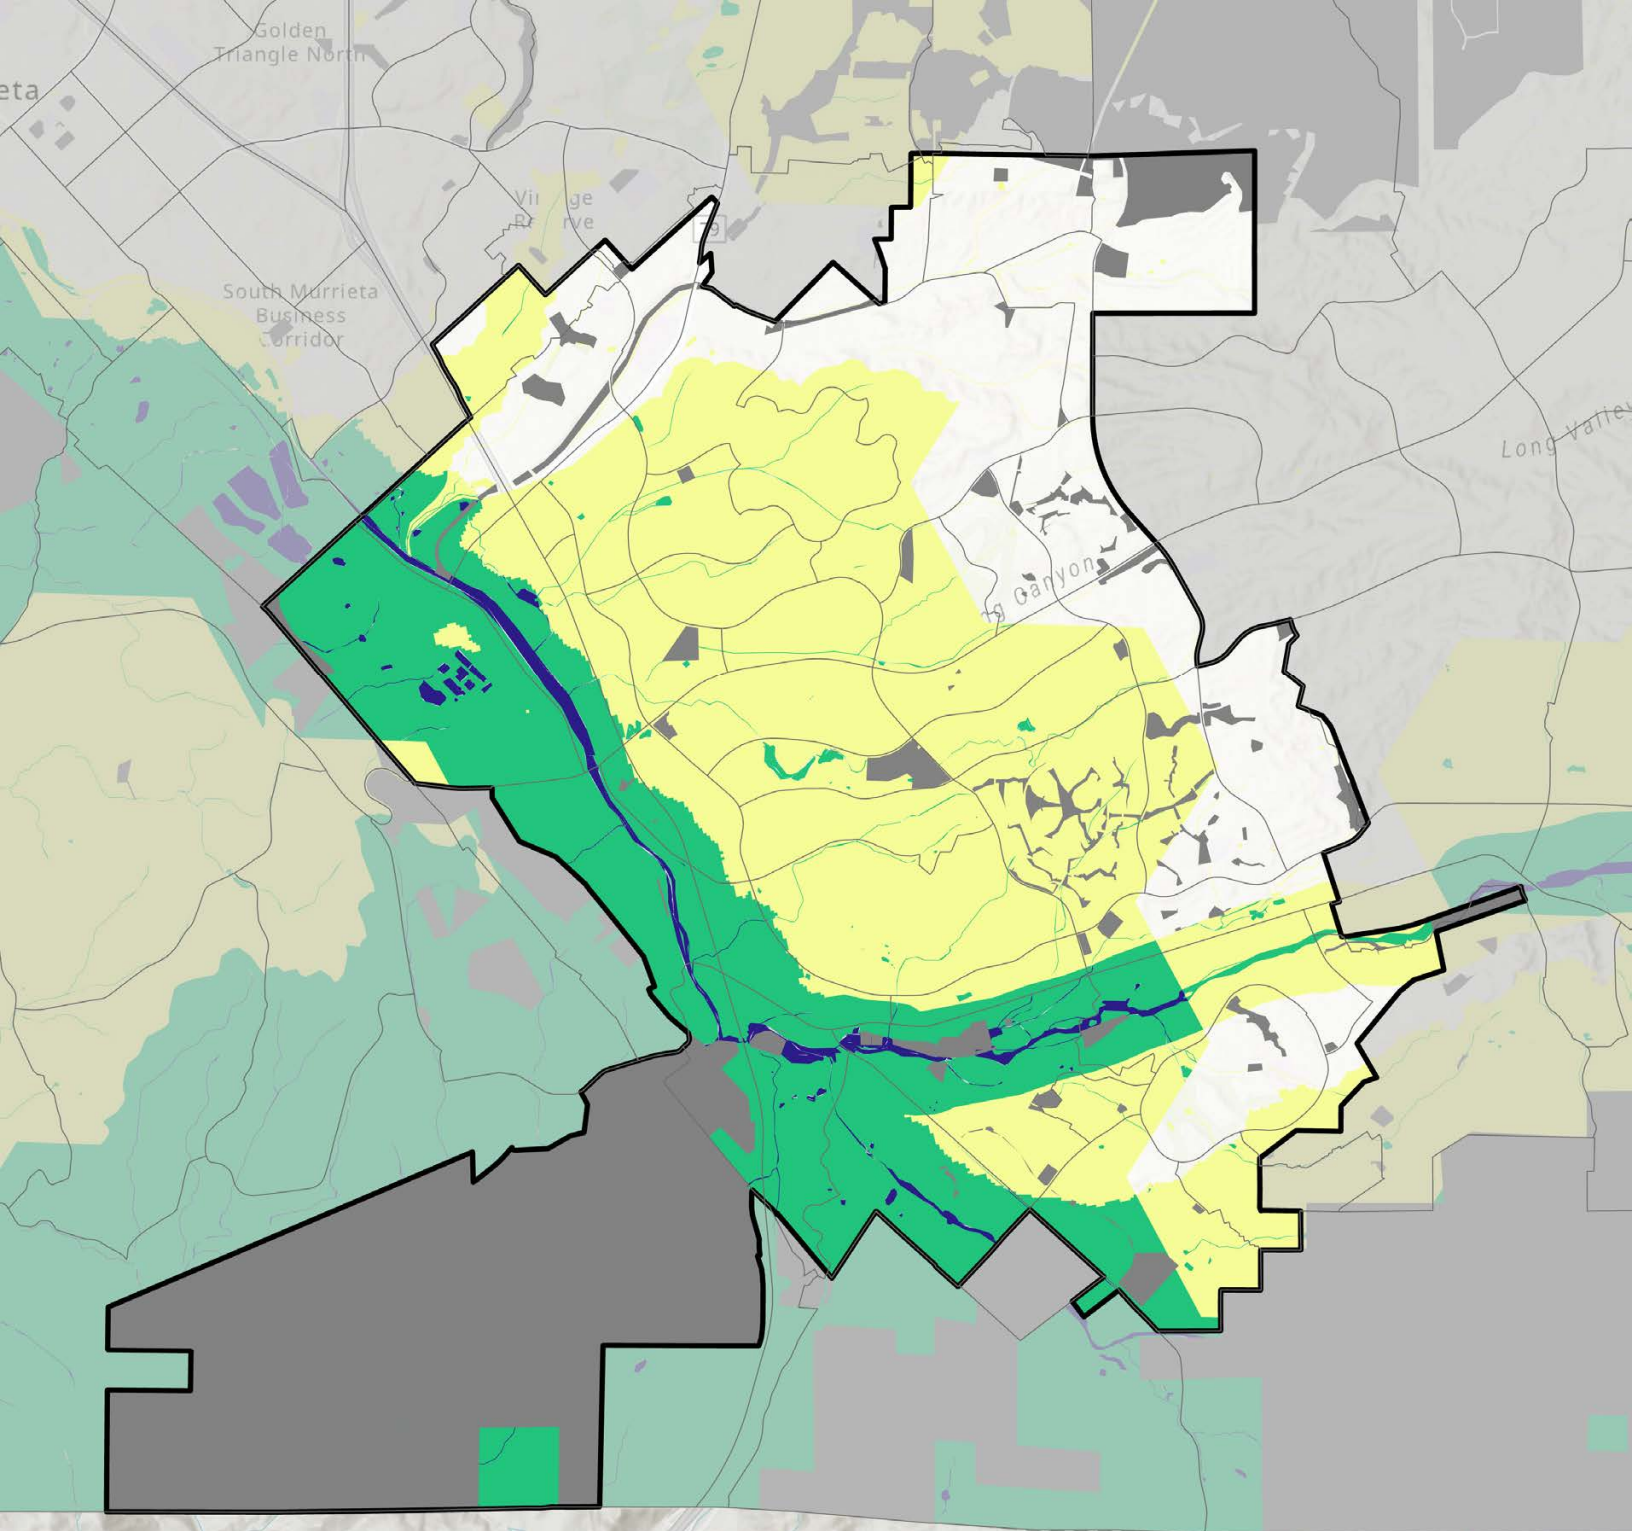 Golden
Triangle North
eta
South Murrieta
Business
Corridor
Long Valley
Canyon